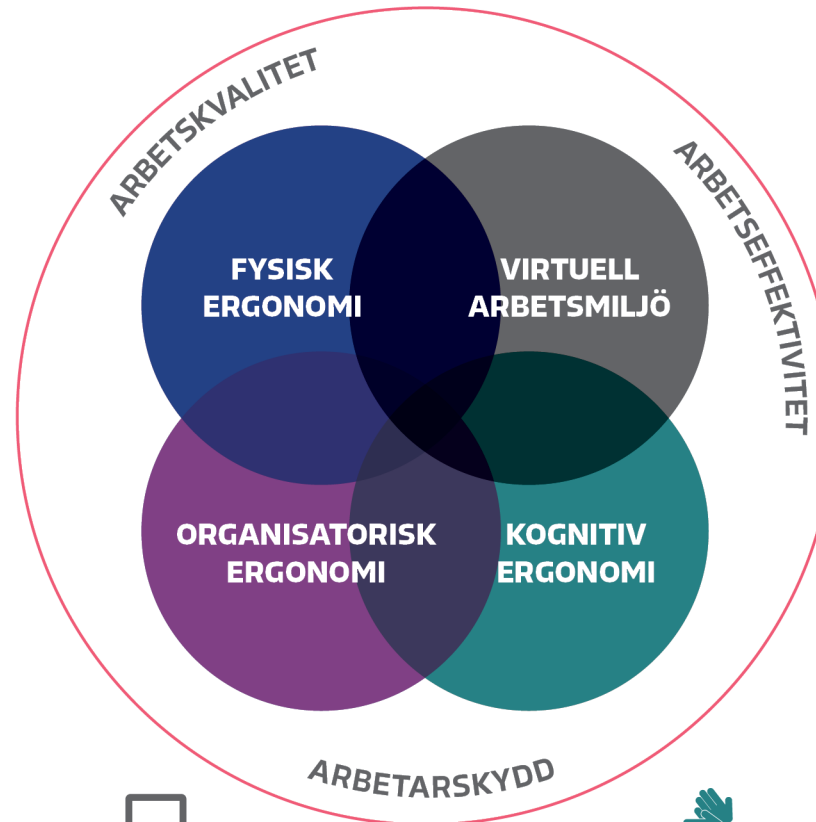 ARBETSKVALITET
ARBETSEFFEKTIVITET
FYSISK
ERGONOMI
VIRTUELL
ARBETSMILJÖ
ORGANISATORISK
ERGONOMI
KOGNITIV
ERGONOMI
ARBETARSKYDD